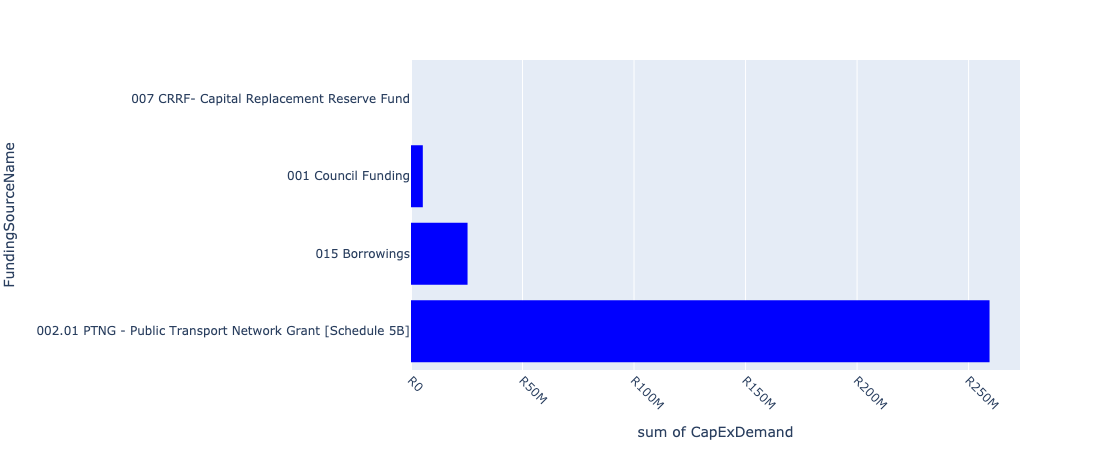 007 CRRF- Capital Replacement Reserve Fund
001 Council Funding
015 Borrowings
002.01 PTNG - Public Transport Network Grant [Schedule 5B]
FundingSourceName
R0
R50M
R100M
R150M
R200M
R250M
sum of CapExDemand